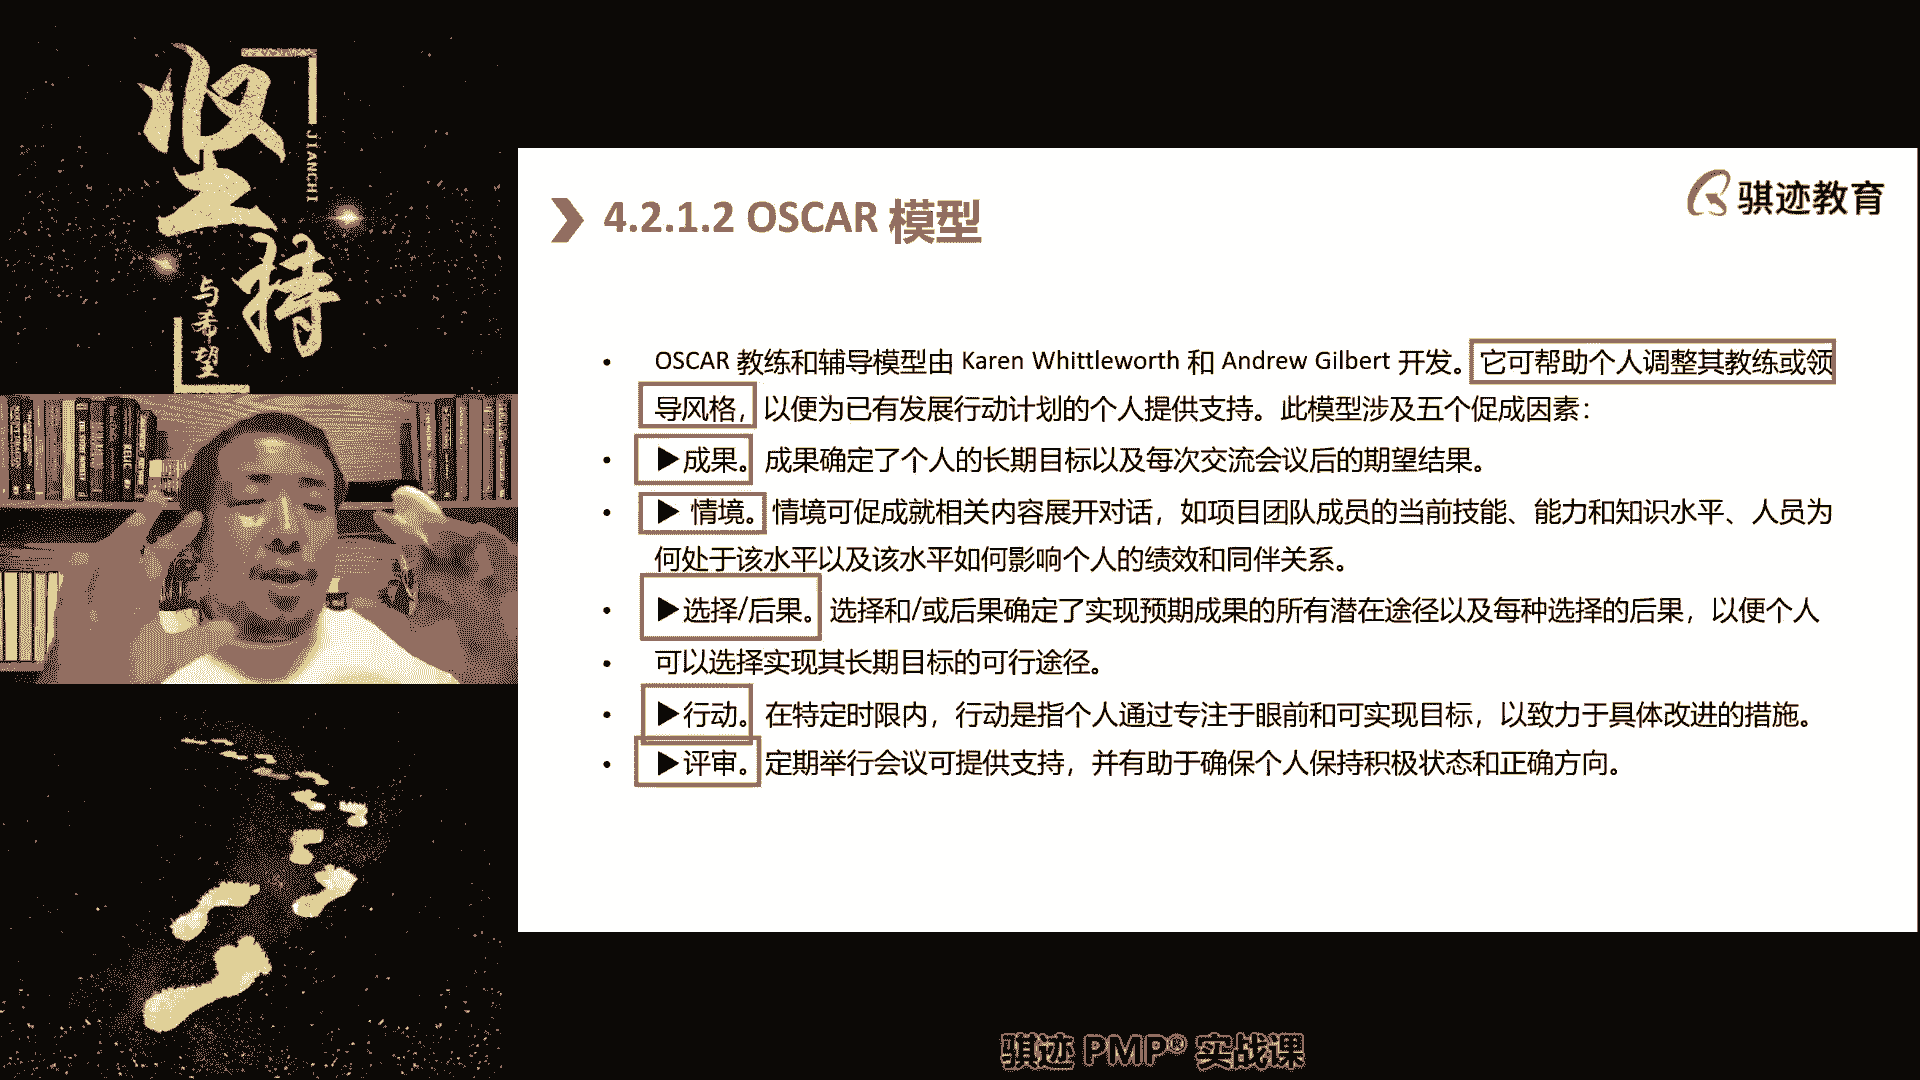 坚持
JIANCHI
与希望
骐迹教育
4.2.1.2 OSCAR 模型
• OSCAR 教练和辅导模型由 Karen Whittleworth 和 Andrew Gilbert 开发。它可帮助个人调整其教练或领
导风格，以便为已有发展行动计划的个人提供支持。此模型涉及五个促成因素：
• ▶成果。成果确定了个人的长期目标以及每次交流会议后的期望结果。
• ▶ 情境。情境可促成就相关内容展开对话，如项目团队成员的当前技能、能力和知识水平、人员为
何处于该水平以及该水平如何影响个人的绩效和同伴关系。
• ▶选择/后果。选择和/或后果确定了实现预期成果的所有潜在途径以及每种选择的后果，以便个人
• 可以选择实现其长期目标的可行途径。
• ▶行动。在特定时限内，行动是指个人通过专注于眼前和可实现目标，以致力于具体改进的措施。
• ▶评审。定期举行会议可提供支持，并有助于确保个人保持积极状态和正确方向。
骐迹 PMP® 实战课